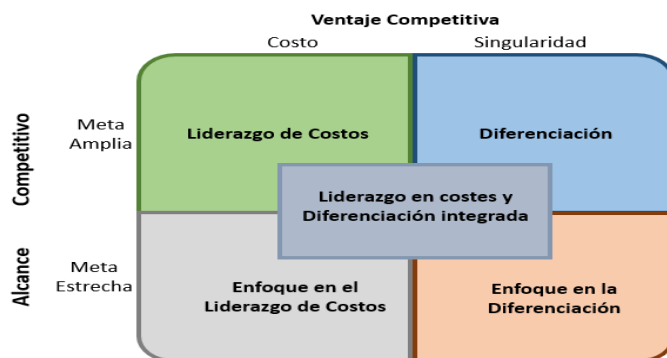 Ventaje Competitiva
Costo
Singularidad
Competitivo
Meta
Amplia
Liderazgo de Costos
Diferenciación
Liderazgo en costes y
Diferenciación integrada
Alcance
Meta
Estrecha
Enfoque en el
Liderazgo de Costos
Enfoque en la
Diferenciación